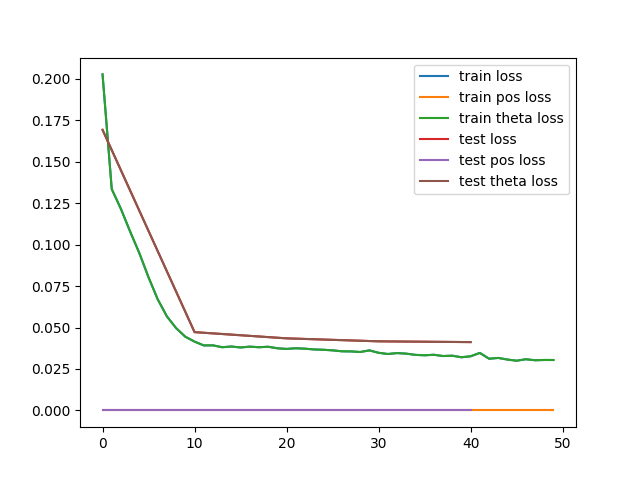 0.200
0.175
0.150
0.125
0.100
0.075
0.050
0.025
0.000
0 10 20 30 40 50
train loss
train pos loss
train theta loss
test loss
test pos loss
test theta loss